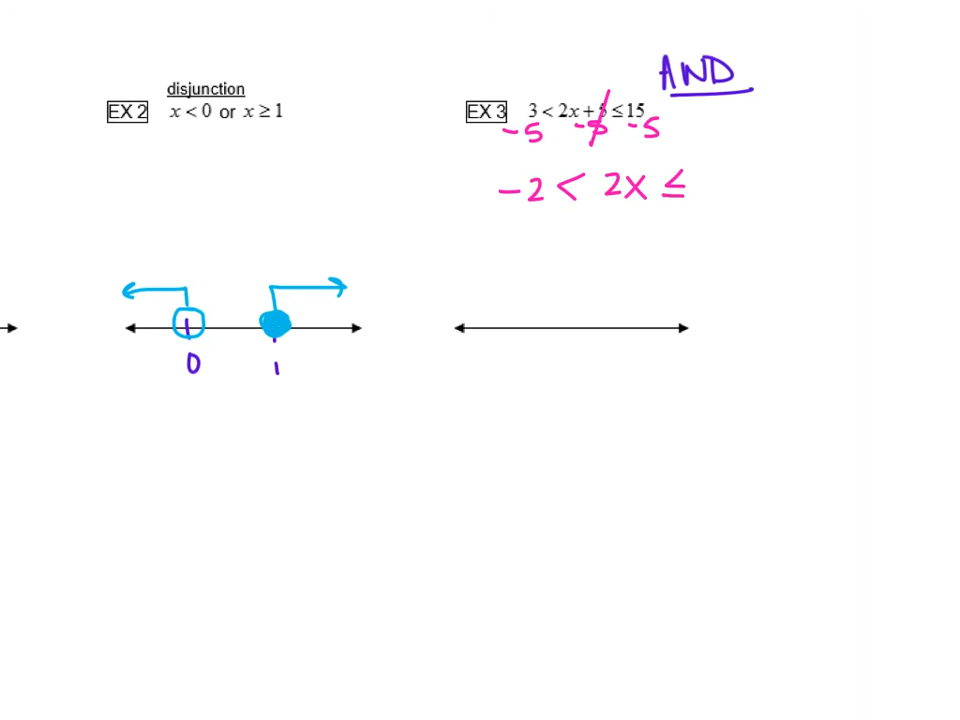 AND
disjunction
EX 2 x < 0 or x ≥ 1
EX 3 3 < 2x + 5 ≤ 15
-5 -5 -5
-2 < 2x ≤
0 1